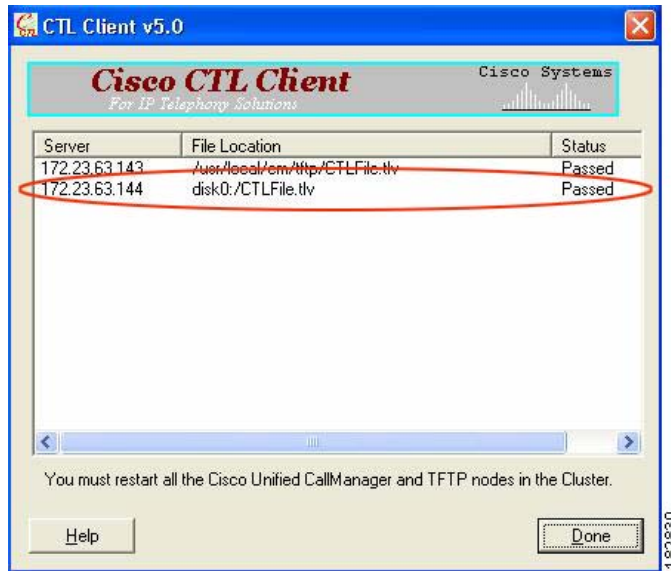 CTL Client v5.0
Cisco CTL Client
For IP Telephony Solutions
Cisco Systems
Server File Location Status
172.23.63.143 /usr/local/cm/tftp/CTLFile.tlv Passed
172.23.63.144 disk0:/CTLFile.tlv Passed
You must restart all the Cisco Unified CallManager and TFTP nodes in the Cluster.
Help Done
182830